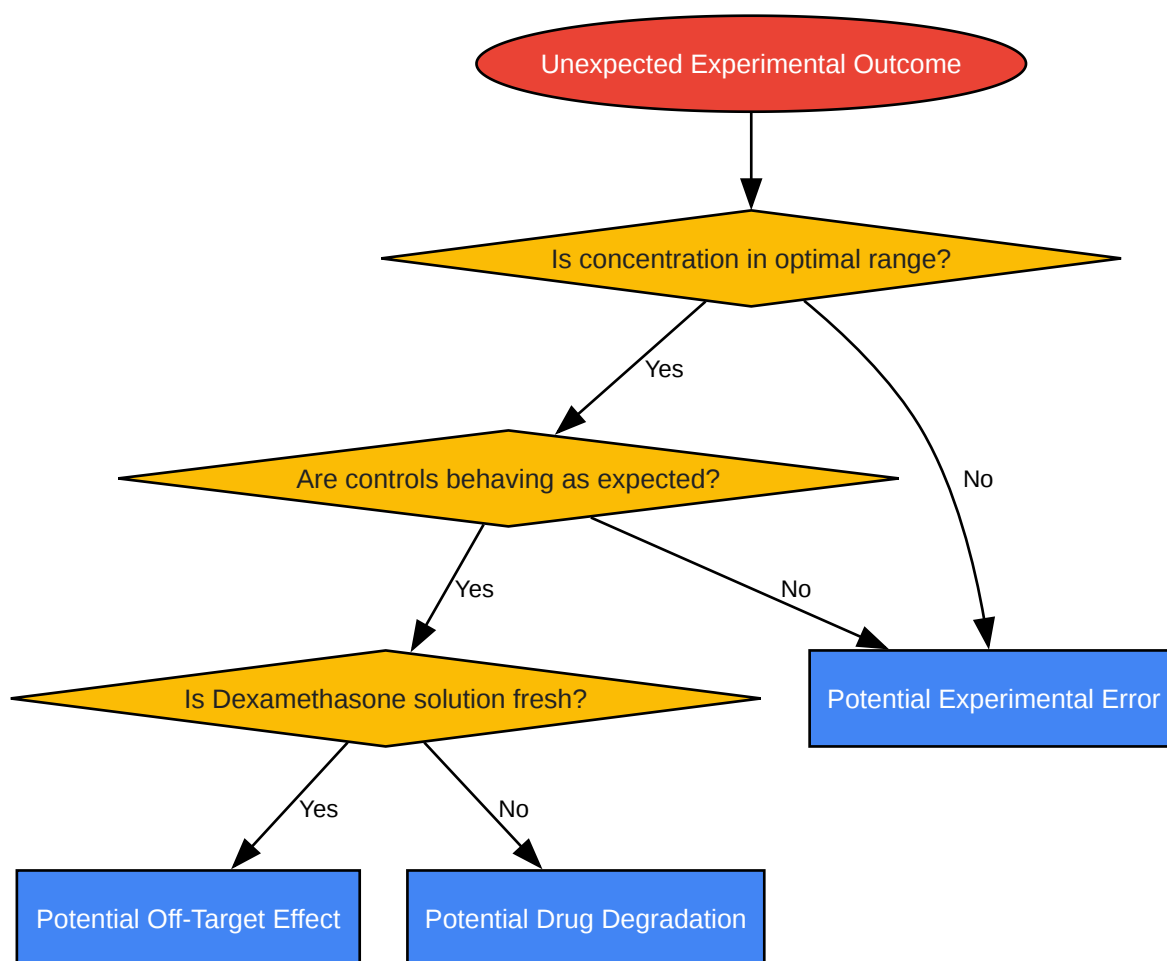 Unexpected Experimental Outcome
Is concentration in optimal range?
Yes
Are controls behaving as expected?
No
Yes
No
Is Dexamethasone solution fresh?
Potential Experimental Error
Yes
No
Potential Off-Target Effect
Potential Drug Degradation